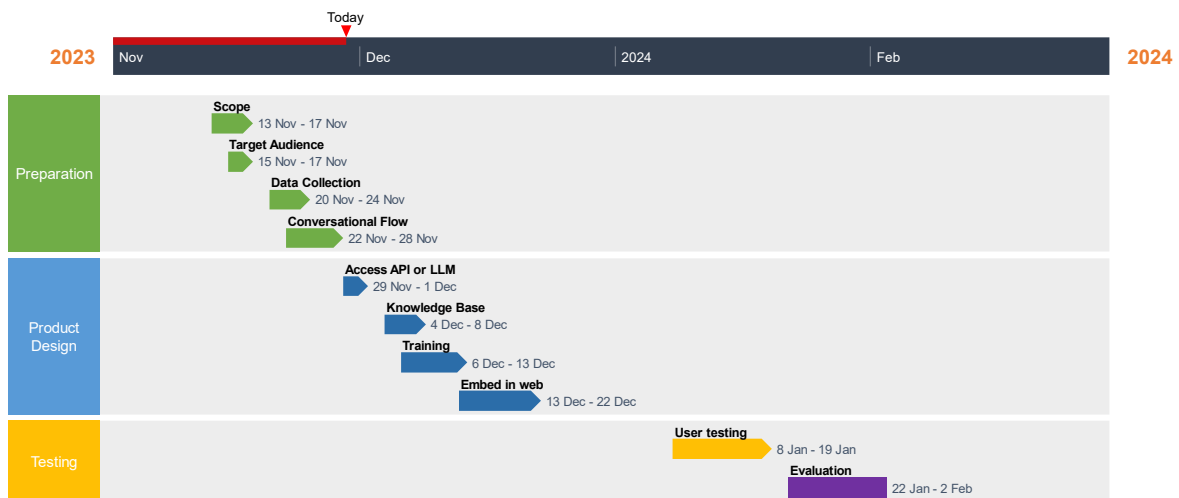 Today
2023
Nov
Dec
2024
Feb
2024
Preparation
Scope
13 Nov - 17 Nov
Target Audience
15 Nov - 17 Nov
Data Collection
20 Nov - 24 Nov
Conversational Flow
22 Nov - 28 Nov
Product
Design
Access API or LLM
29 Nov - 1 Dec
Knowledge Base
4 Dec - 8 Dec
Training
6 Dec - 13 Dec
Embed in web
13 Dec - 22 Dec
Testing
User testing
8 Jan - 19 Jan
Evaluation
22 Jan - 2 Feb